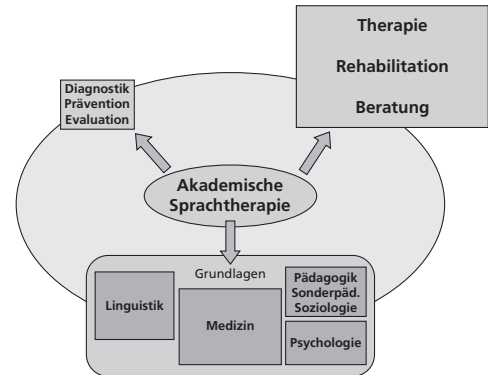 Therapie
Rehabilitation
Beratung
Diagnostik
Prävention
Evaluation
Akademische
Sprachtherapie
Grundlagen
Linguistik
Medizin
Pädagogik
Sonderpäd.
Soziologie
Psychologie